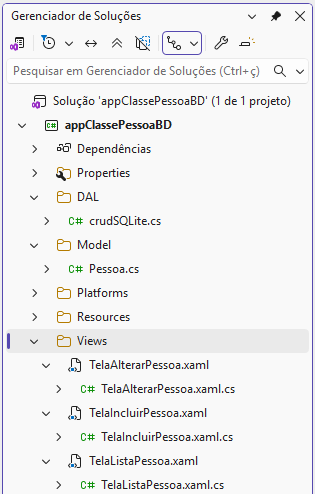 Gerenciador de Soluções
Pesquisar em Gerenciador de Soluções (Ctrl+ç)
Solução 'appClassePessoaBD' (1 de 1 projeto)
appClassePessoaBD
Dependências
Properties
DAL
C# crudSQLite.cs
Model
C# Pessoa.cs
Platforms
Resources
Views
TelaAlterarPessoa.xaml
C# TelaAlterarPessoa.xaml.cs
TelaIncluirPessoa.xaml
C# TelaIncluirPessoa.xaml.cs
TelaListaPessoa.xaml
C# TelaListaPessoa.xaml.cs